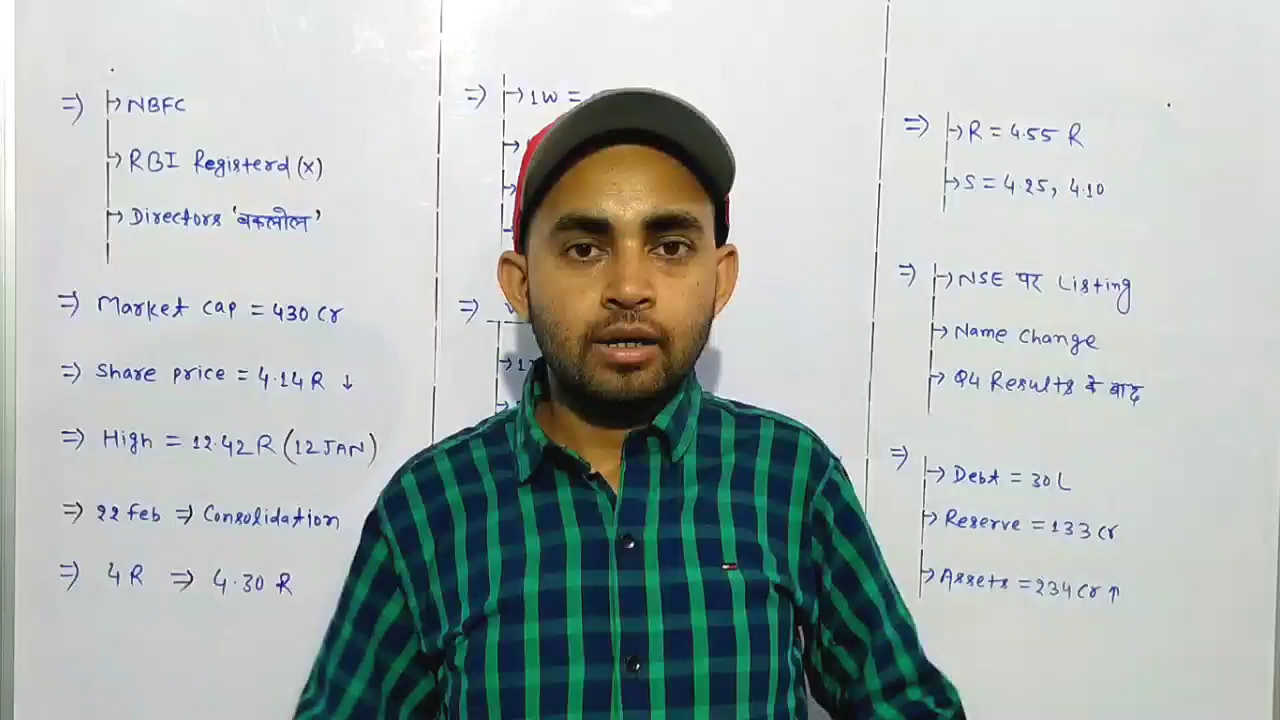 => → NBFC
→ RBI Registerd (x)
→ Directors 'बकलोल'
=> Market cap = 430 Cr
=> Share price = 4.14 R ↓
=> High = 12.42 R (12 JAN)
=> 22 Feb => Consolidation
=> 4 R => 4.30 R
=> → 1W =
=> → R = 4.55 R
→ S = 4.25, 4.10
=> → NSE पर Listing
→ Name change
→ Q4 Results के बाद
=> → Debt = 30 L
→ Reserve = 133 cr
→ Assets = 234 Cr ↑